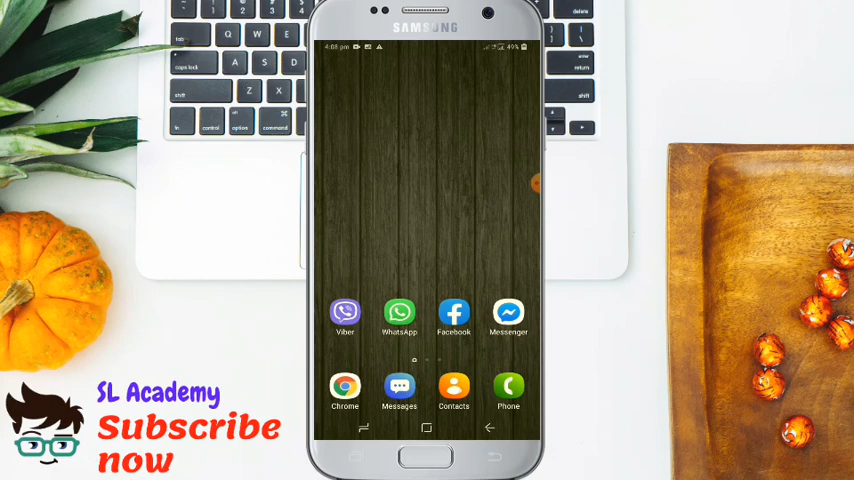 SAMSUNG
4:08 pm
49%
Viber
WhatsApp
Facebook
Messenger
Chrome
Messages
Contacts
Phone
delete
tab
Q
W
E
caps lock
A
S
D
return
shift
Z
X
shift
fn
control
option
command
SL Academy
Subscribe
now